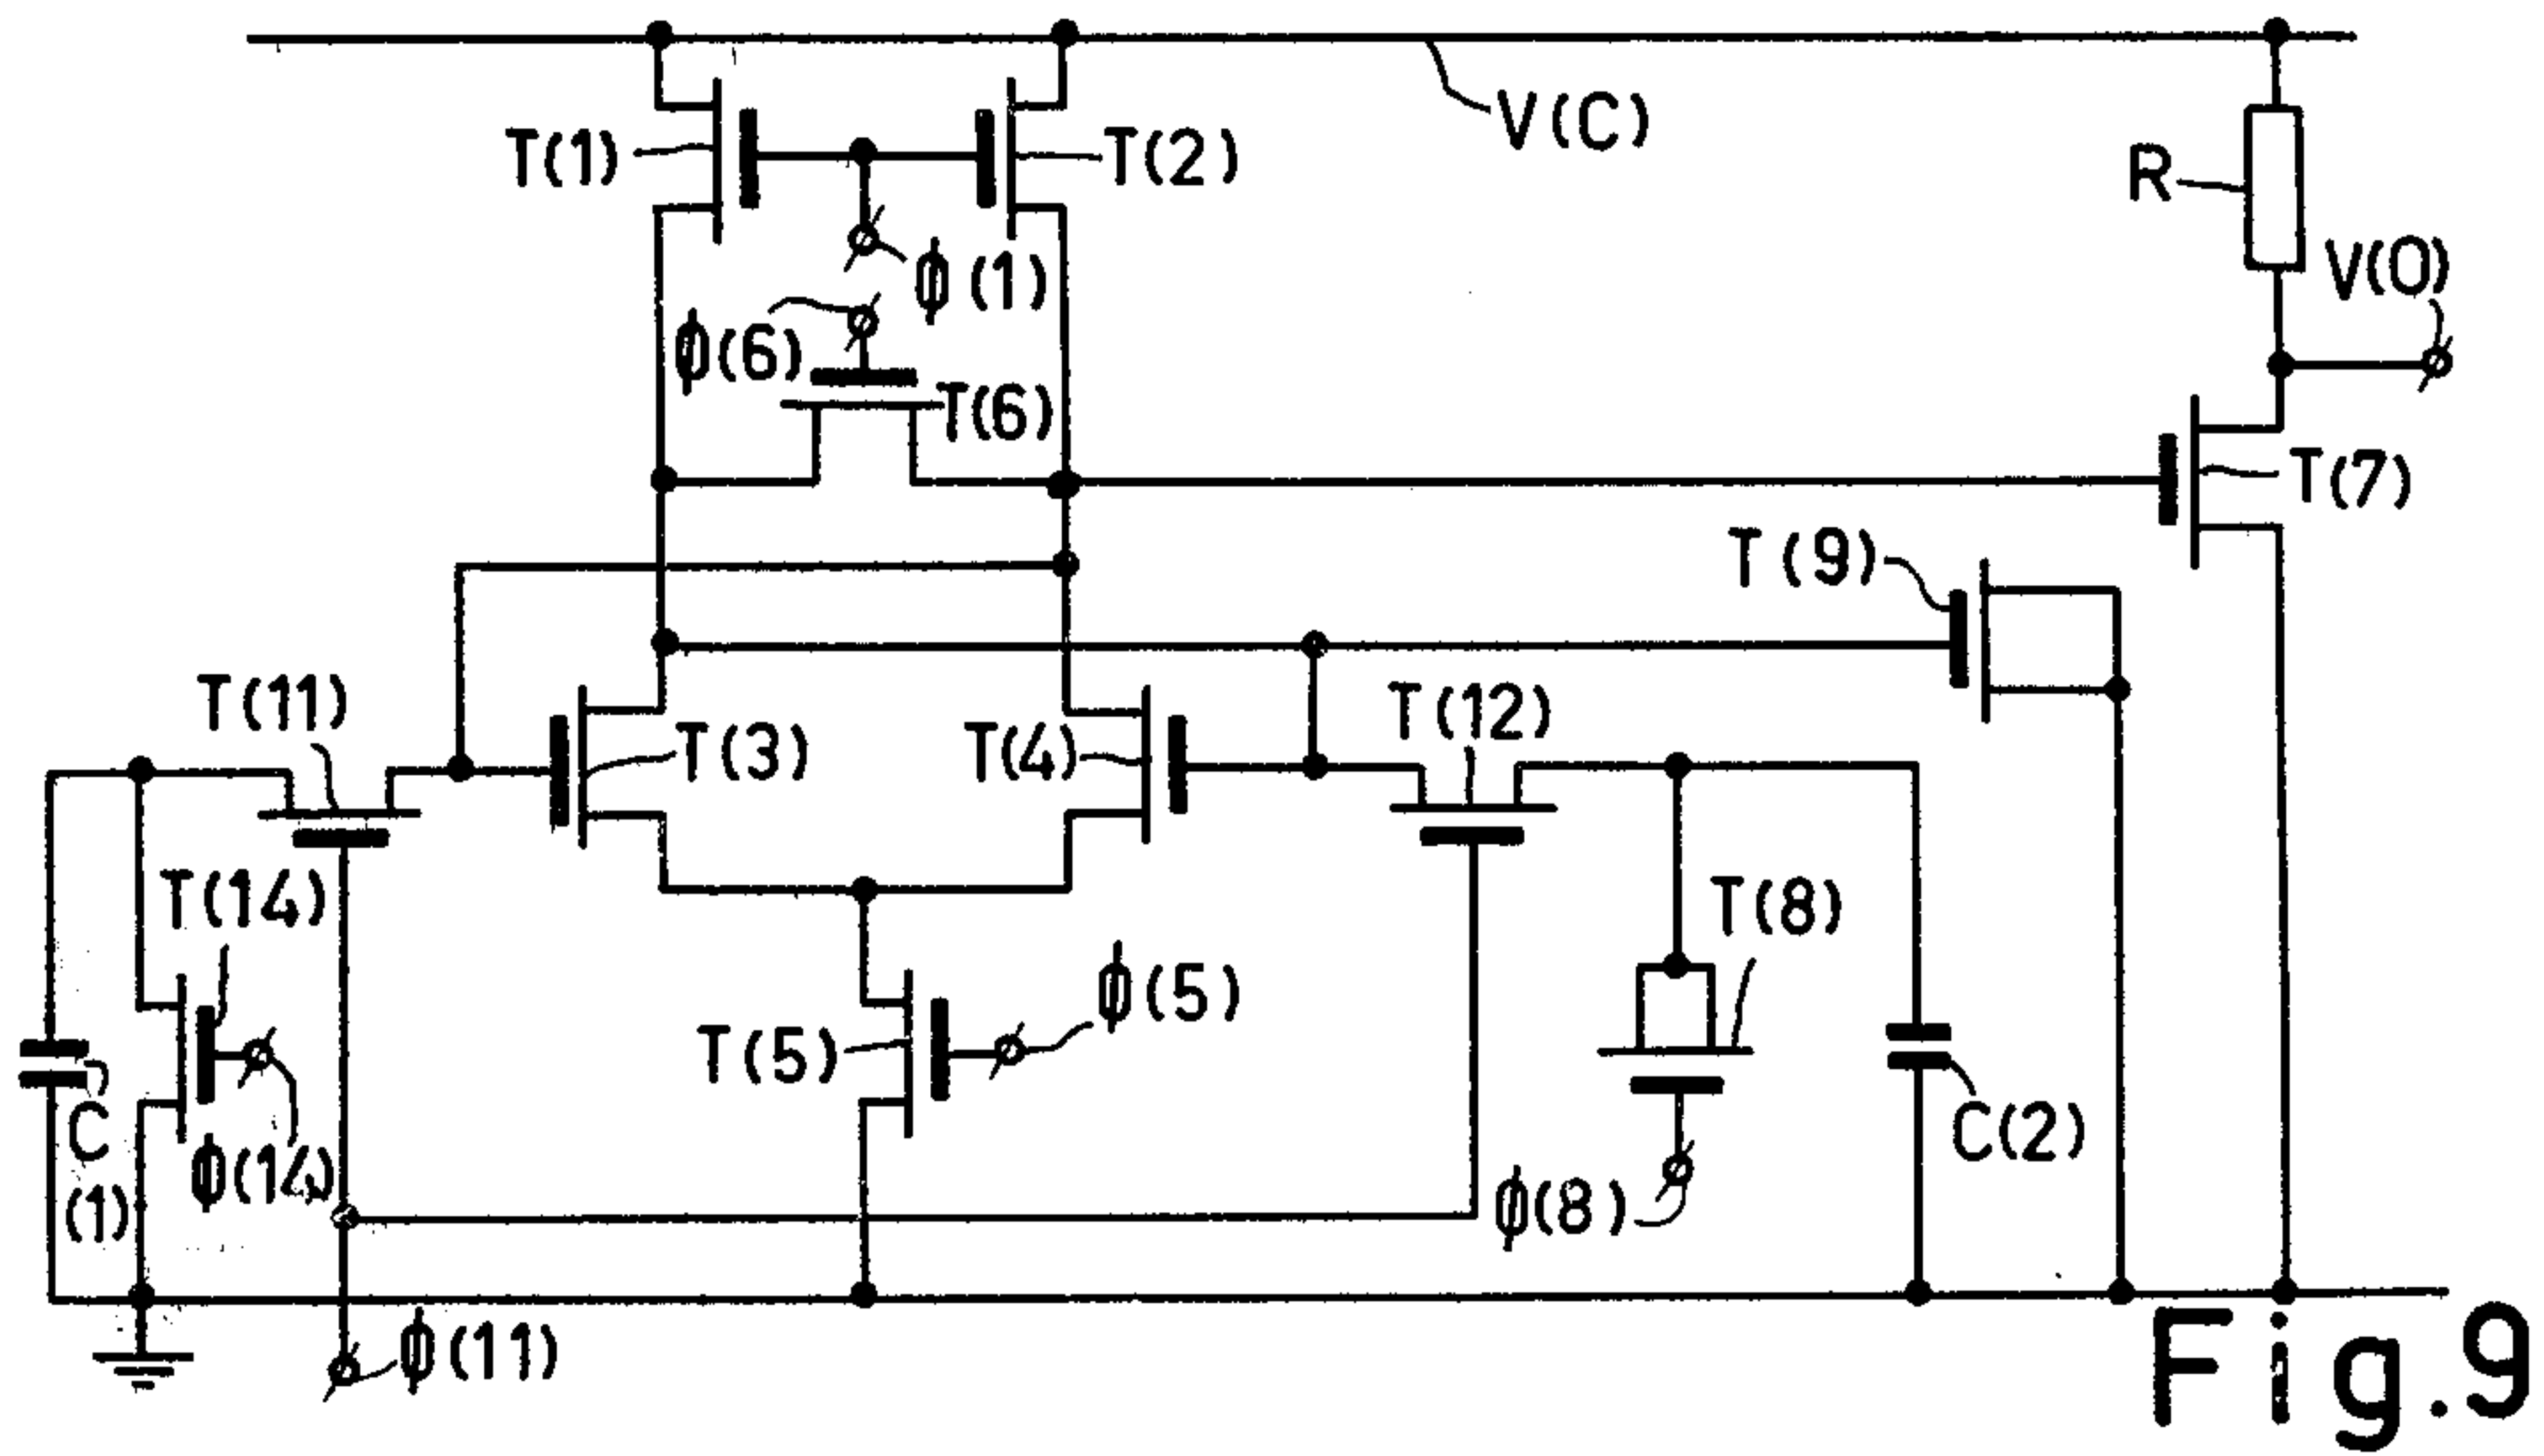 V(C)
T(1)
T(2)
R
ϕ(1)
V(O)
ϕ(6)
T(6)
T(7)
T(9)
T(11)
T(3)
T(4)
T(12)
T(14)
T(8)
ϕ(5)
T(5)
C
(1)
ϕ(14)
C(2)
ϕ(8)
ϕ(11)
Fig.9